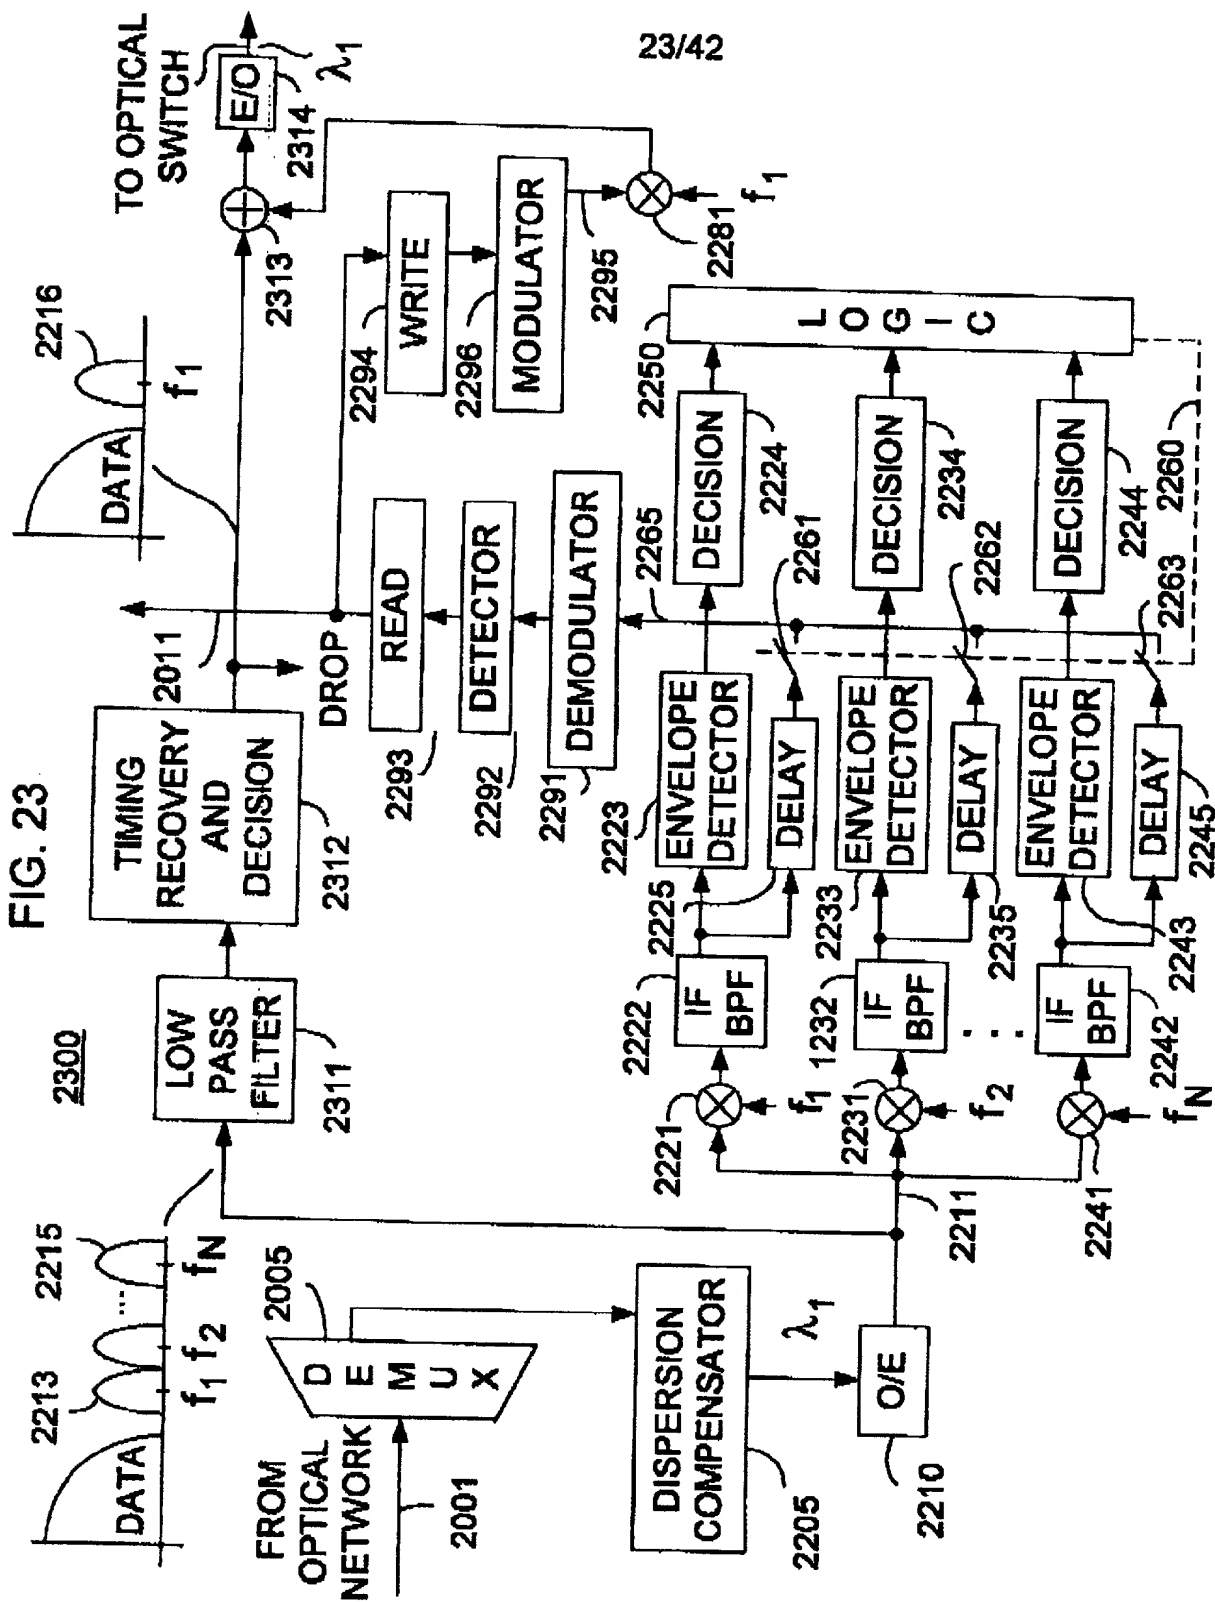 23/42
FIG. 23
2300
DATA
f1
f2
...
fN
2213
2215
FROM
OPTICAL
NETWORK
2001
DEMUX
2005
DISPERSION
COMPENSATOR
2205
λ1
O/E
2210
2211
LOW
PASS
FILTER
2311
TIMING
RECOVERY
AND
DECISION
2312
2011
DROP
DATA
f1
2216
2313
TO OPTICAL
SWITCH
E/O
2314
λ1
READ
2293
DETECTOR
2292
DEMODULATOR
2291
2265
WRITE
2294
MODULATOR
2296
2295
2281
f1
2221
f1
IF
BPF
2222
2225
ENVELOPE
DETECTOR
2223
DELAY
2261
DECISION
2224
2250
LOGIC
2231
f2
IF
BPF
1232
ENVELOPE
DETECTOR
2233
DELAY
2235
2262
DECISION
2234
...
2241
fN
IF
BPF
2242
ENVELOPE
DETECTOR
2243
DELAY
2245
2263
DECISION
2244
2260